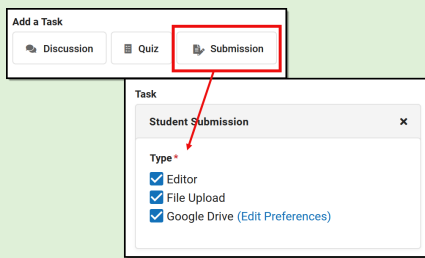 Add a Task
Discussion Quiz Submission
Task
Student Submission ×
Type *
Editor
File Upload
Google Drive (Edit Preferences)